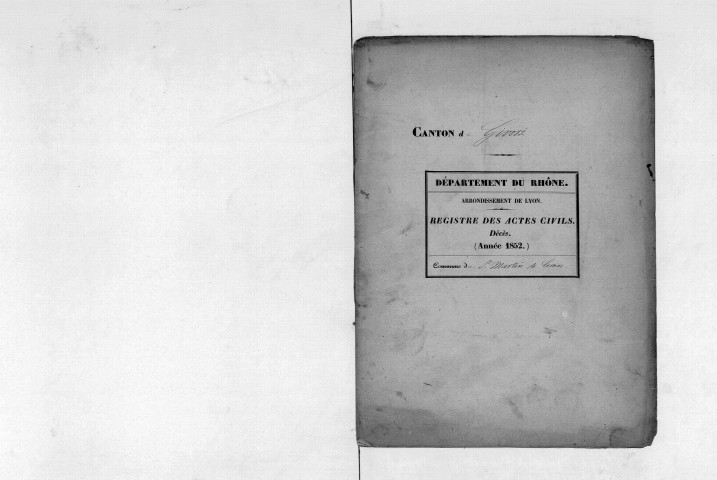 CANTON d Givors
DÉPARTEMENT DU RHÔNE.
ARRONDISSEMENT DE LYON.
REGISTRE DES ACTES CIVILS.
Décès.
(Année 1852.)
Commune d St Martin de